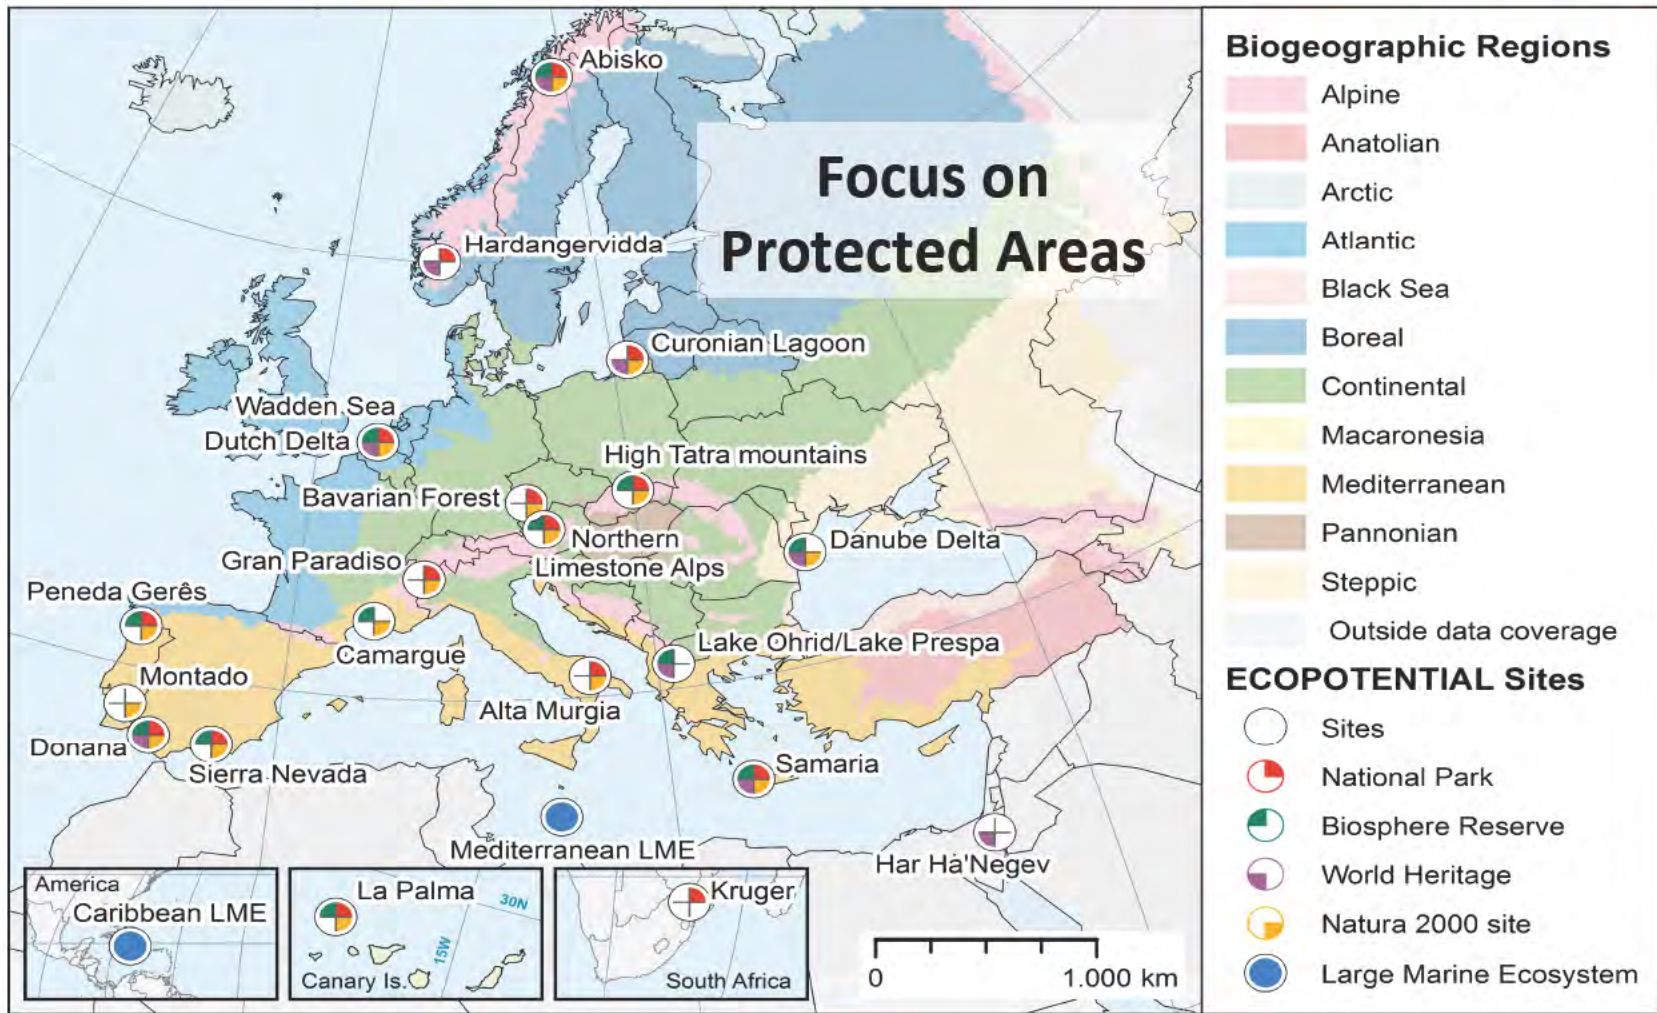 Abisko
Focus on
Protected Areas
Hardangervidda
Curonian Lagoon
Wadden Sea
Dutch Delta
High Tatra mountains
Bavarian Forest
Northern
Limestone Alps
Danube Delta
Gran Paradiso
Peneda Gerês
Camargue
Lake Ohrid/Lake Prespa
Montado
Alta Murgia
Donana
Sierra Nevada
Samaria
Mediterranean LME
Har Ha'Negev
America
Caribbean LME
La Palma
30N
15W
Canary Is.
Kruger
South Africa
0
1.000 km
Biogeographic Regions
Alpine
Anatolian
Arctic
Atlantic
Black Sea
Boreal
Continental
Macaronesia
Mediterranean
Pannonian
Steppic
Outside data coverage
ECOPOTENTIAL Sites
Sites
National Park
Biosphere Reserve
World Heritage
Natura 2000 site
Large Marine Ecosystem